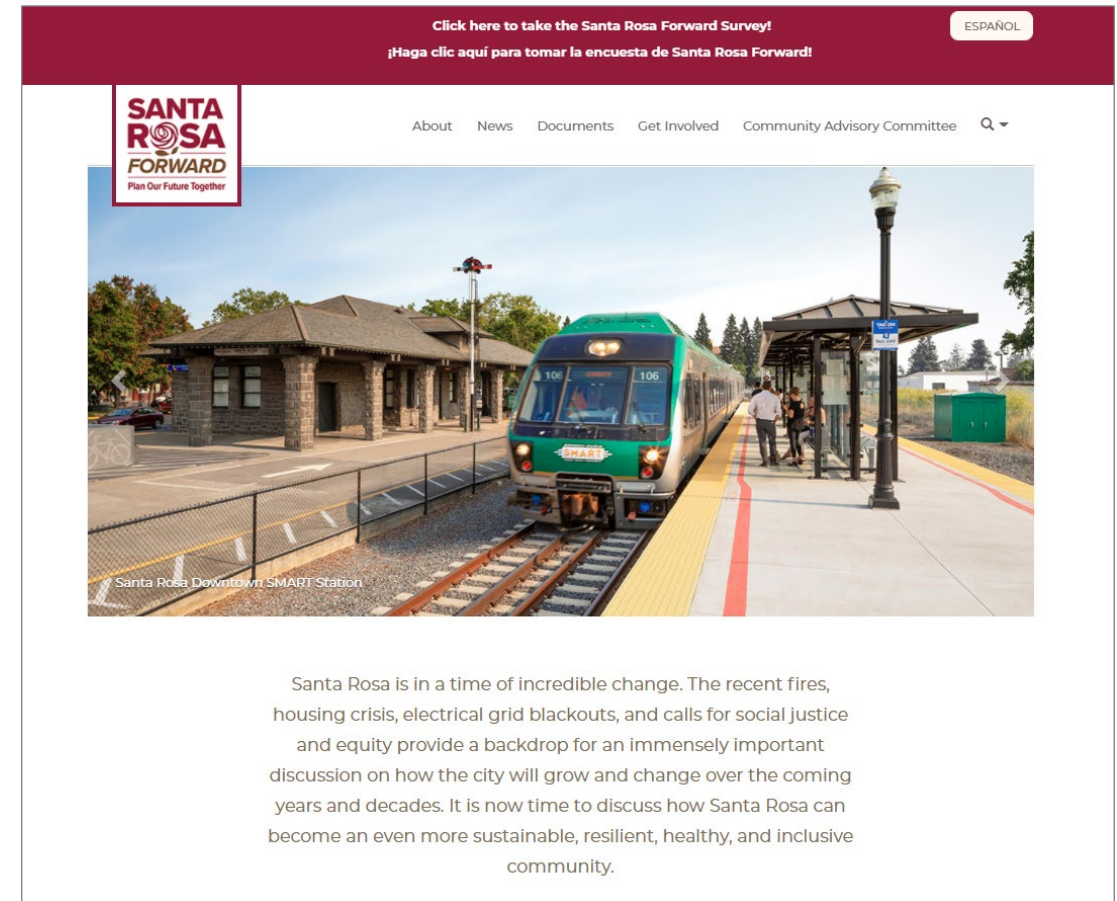 Click here to take the Santa Rosa Forward Survey!
ESPAÑOL
¡Haga clic aquí para tomar la encuesta de Santa Rosa Forward!
SANTA
ROSA
FORWARD
Plan Our Future Together
About News Documents Get Involved Community Advisory Committee
106
106
SMART
Santa Rosa Downtown SMART Station
Santa Rosa is in a time of incredible change. The recent fires,
housing crisis, electrical grid blackouts, and calls for social justice
and equity provide a backdrop for an immensely important
discussion on how the city will grow and change over the coming
years and decades. It is now time to discuss how Santa Rosa can
become an even more sustainable, resilient, healthy, and inclusive
community.